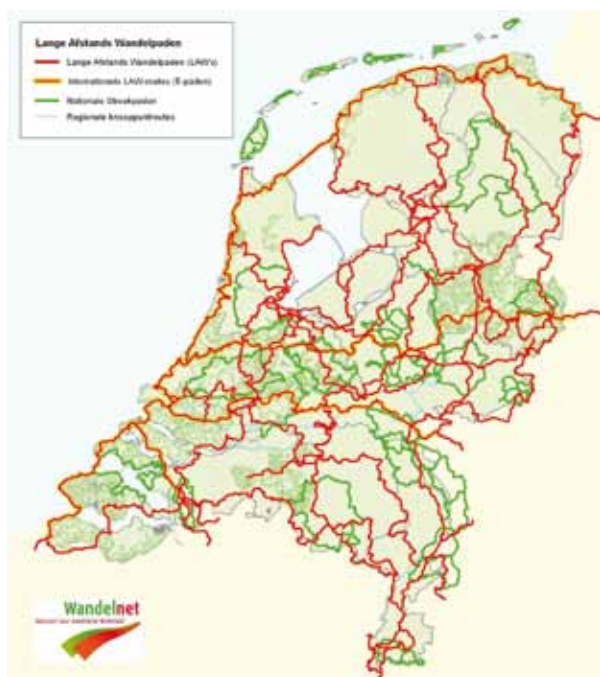 Lange Afstands Wandelpaden
Lange Afstands Wandelpaden (LAW's)
Internationale LAW-routes (E-paden)
Nationale Streekpaden
Regionale knooppuntroutes
Wandelnet